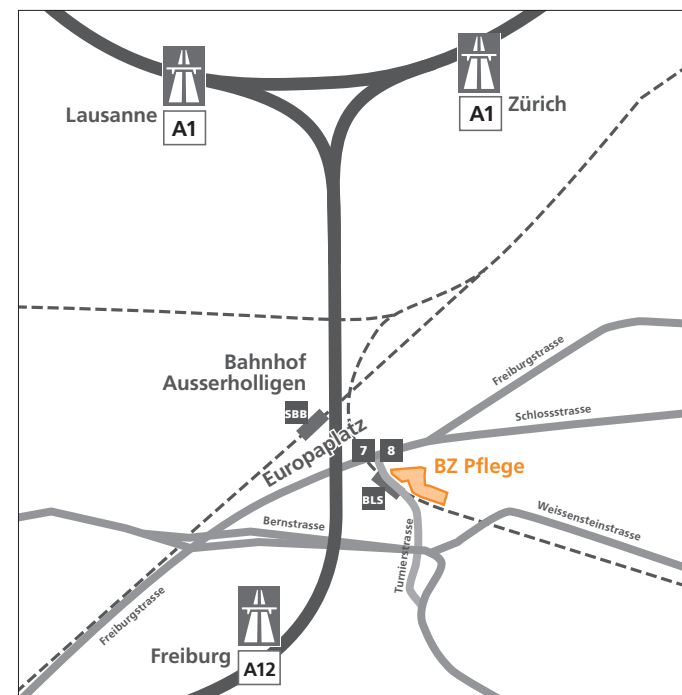 Lausanne
A1
A1
Zürich
Bahnhof
Ausserholligen
SBB
Freiburgstrasse
Schlossstrasse
Europaplatz
7
8
BZ Pflege
BLS
Weissensteinstrasse
Bernstrasse
Turnierstrasse
Freiburgstrasse
Freiburg
A12